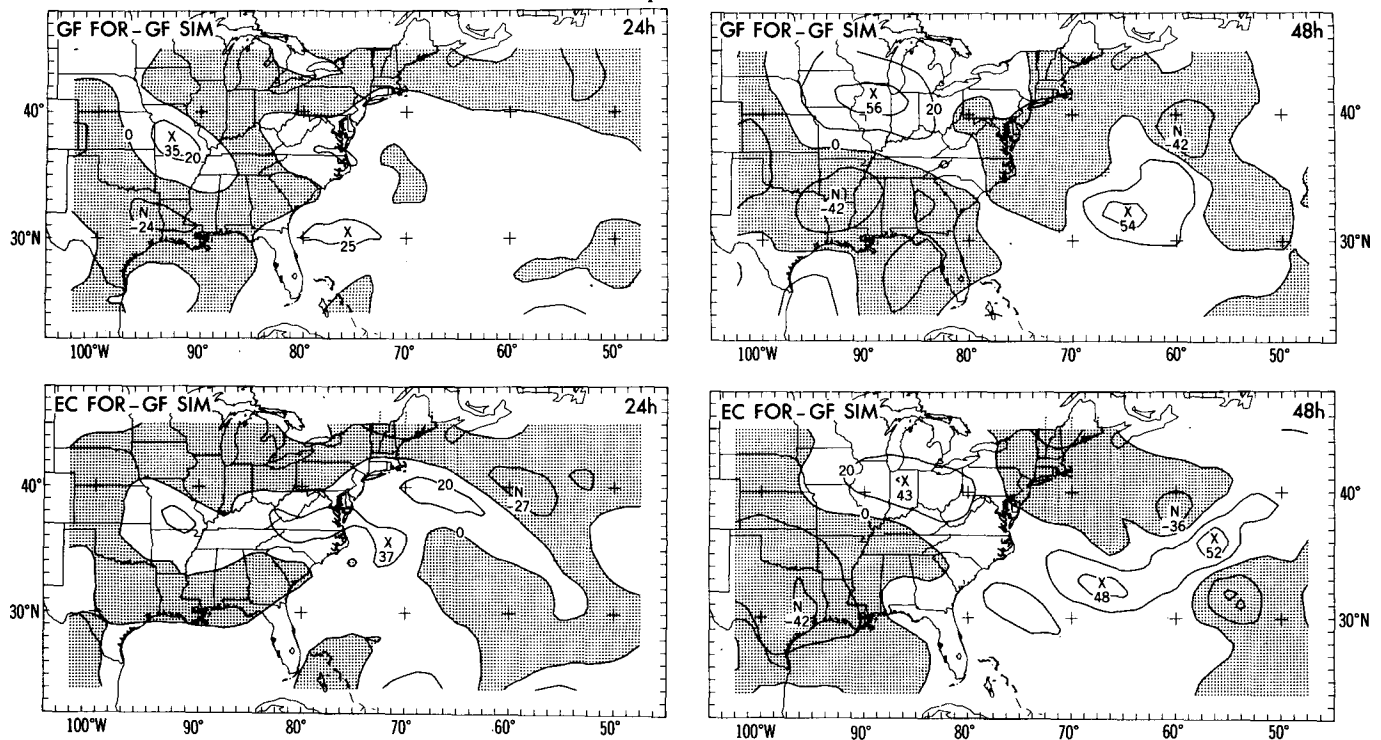 GF FOR-GF SIM 24h
40°
0
X
35
-20
N
-24
30°N
X
25
100°W 90° 80° 70° 60° 50°
GF FOR-GF SIM 48h
X
56
20
0
N
-42
40°
N
-42
X
54
30°N
100°W 90° 80° 70° 60° 50°
EC FOR-GF SIM 24h
40°
20
N
-27
0
X
37
30°N
100°W 90° 80° 70° 60° 50°
EC FOR-GF SIM 48h
20
X
43
0
40°
N
-36
X
52
X
48
N
-42
30°N
100°W 90° 80° 70° 60° 50°